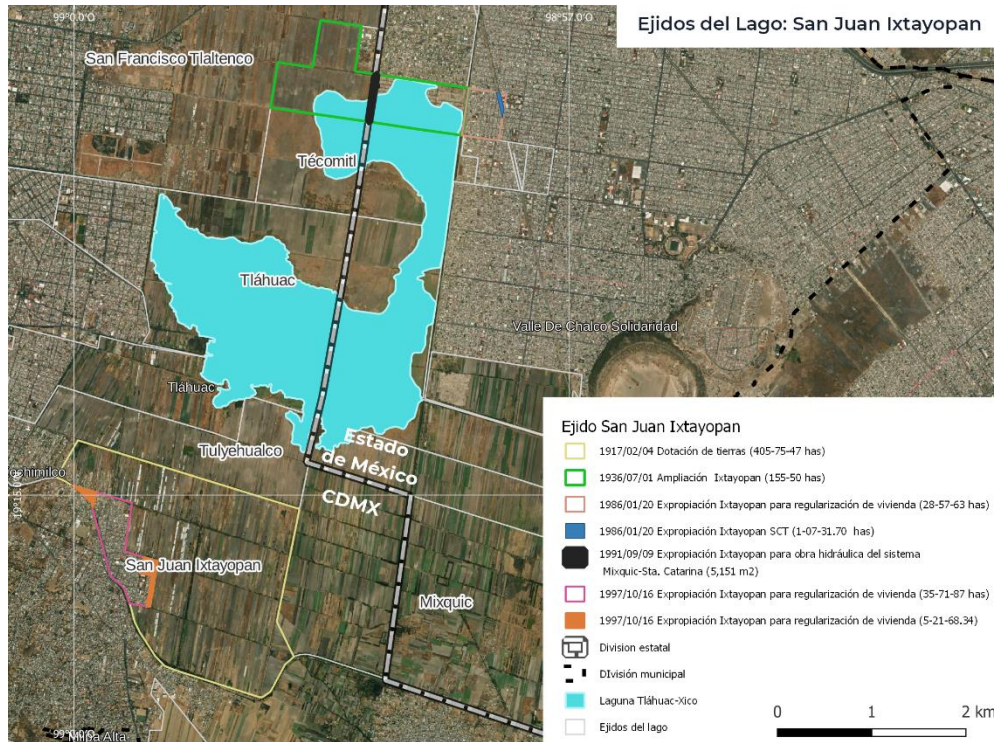 99°0.0'O
98°57.0'O
Ejidos del Lago: San Juan Ixtayopan
San Francisco Tlaltenco
Técomitl
Tláhuac
Valle De Chalco Solidaridad
Tláhuac
Tulyehualco
Estado
de México
CDMX
19°15.0'N
San Juan Ixtayopan
Mixquic
99°0.0'O
Milpa Alta
Ejido San Juan Ixtayopan
1917/02/04 Dotación de tierras (405-75-47 has)
1936/07/01 Ampliación Ixtayopan (155-50 has)
1986/01/20 Expropiación Ixtayopan para regularización de vivienda (28-57-63 has)
1986/01/20 Expropiación Ixtayopan SCT (1-07-31.70 has)
1991/09/09 Expropiación Ixtayopan para obra hidráulica del sistema
Mixquic-Sta. Catarina (5,151 m2)
1997/10/16 Expropiación Ixtayopan para regularización de vivienda (35-71-87 has)
1997/10/16 Expropiación Ixtayopan para regularización de vivienda (5-21-68.34)
Division estatal
DIvisión municipal
Laguna Tláhuac-Xico
Ejidos del lago
0 1 2 km